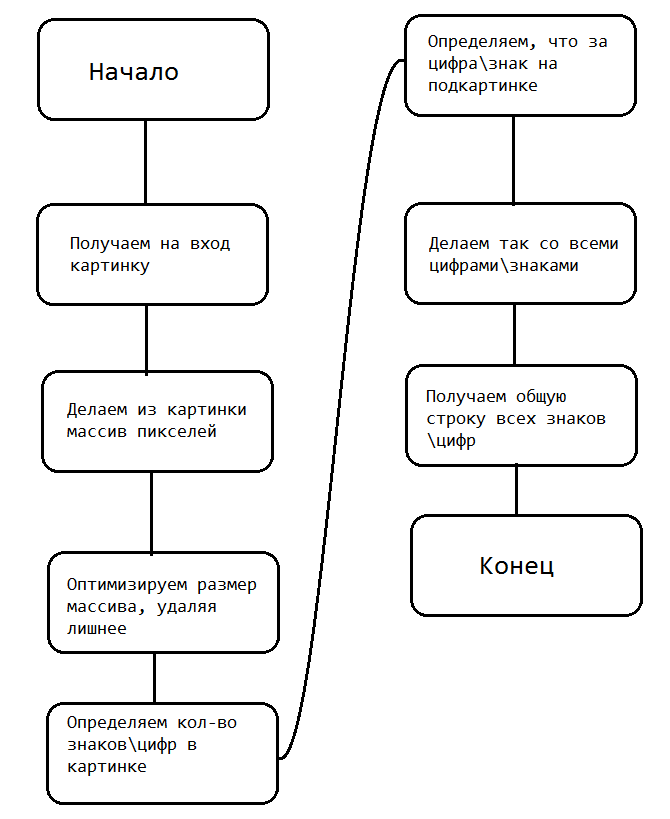 Начало
Получаем на вход
картинку
Делаем из картинки
массив пикселей
Оптимизируем размер
массива, удаляя
лишнее
Определяем кол-во
знаков\цифр в
картинке
Определяем, что за
цифра\знак на
подкартинке
Делаем так со всеми
цифрами\знаками
Получаем общую
строку всех знаков
\цифр
Конец